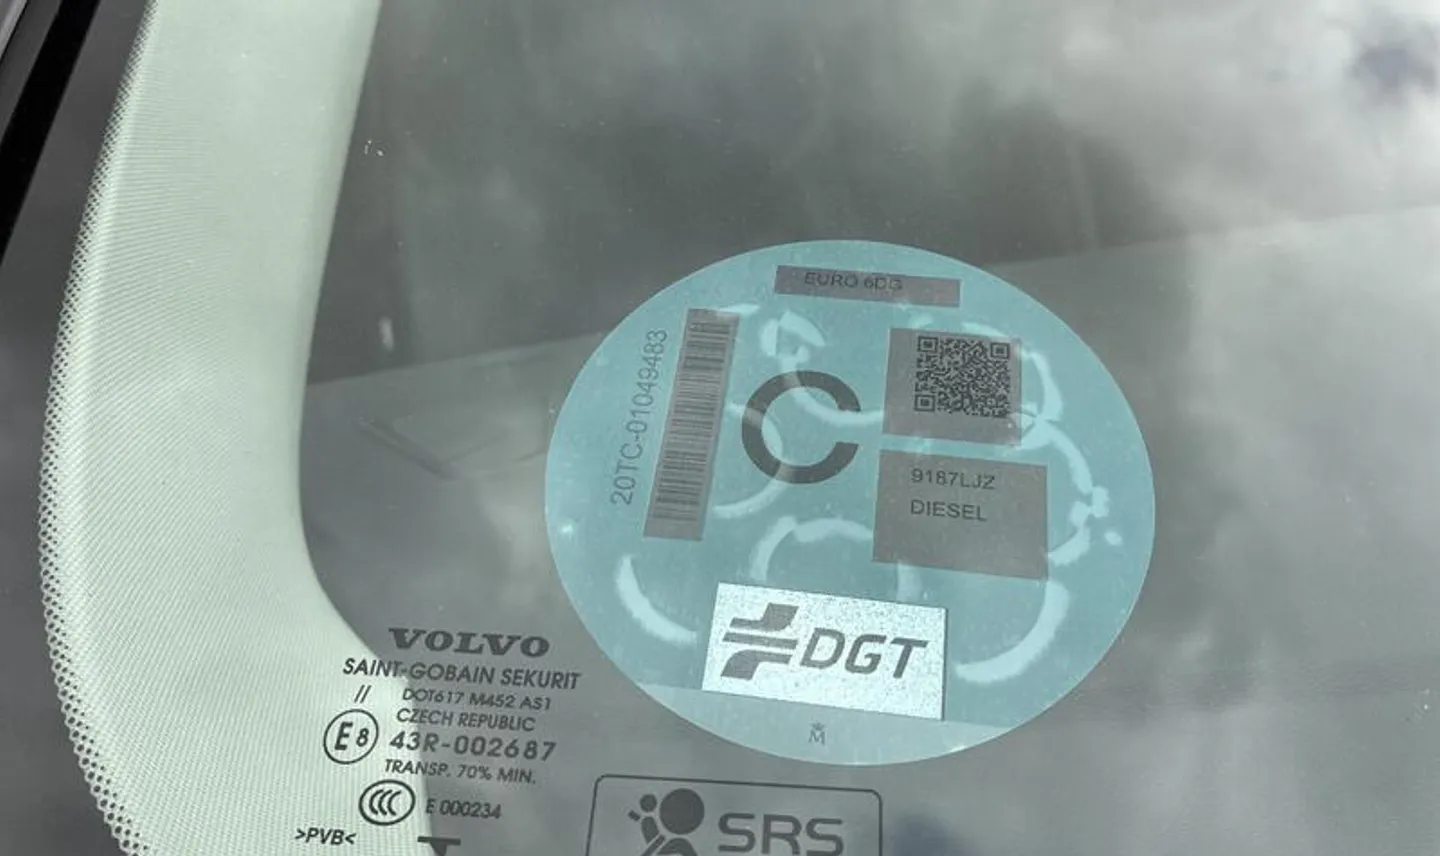 EURO 6DG
20TC-01049483
C
9187LJZ
DIESEL
DGT
M
VOLVO
SAINT-GOBAIN SEKURIT
// DOT617 M452 AS1
CZECH REPUBLIC
E8 43R-002687
TRANSP. 70% MIN.
CCC E 000234
>PVB<
SRS